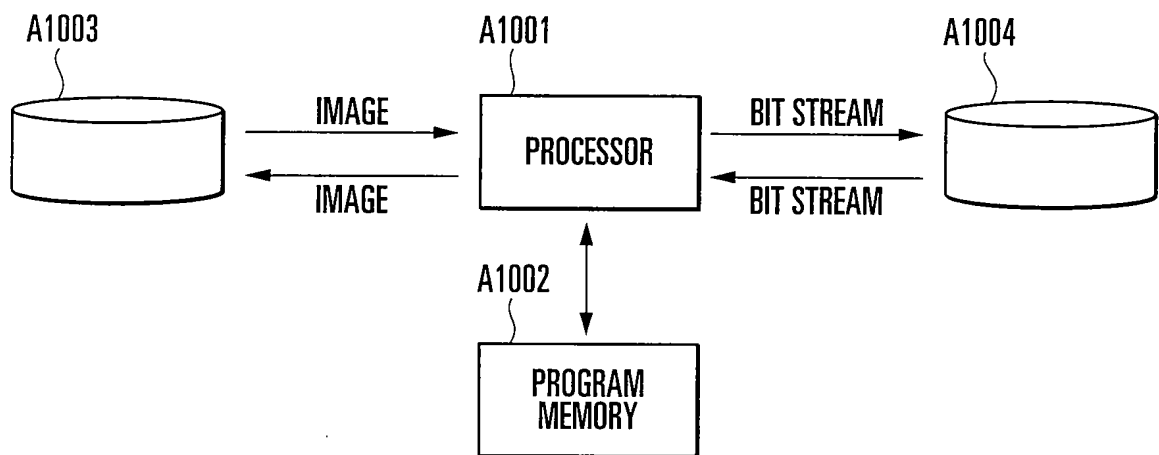 A1003
A1001
A1004
IMAGE
BIT STREAM
PROCESSOR
IMAGE
BIT STREAM
A1002
PROGRAM
MEMORY